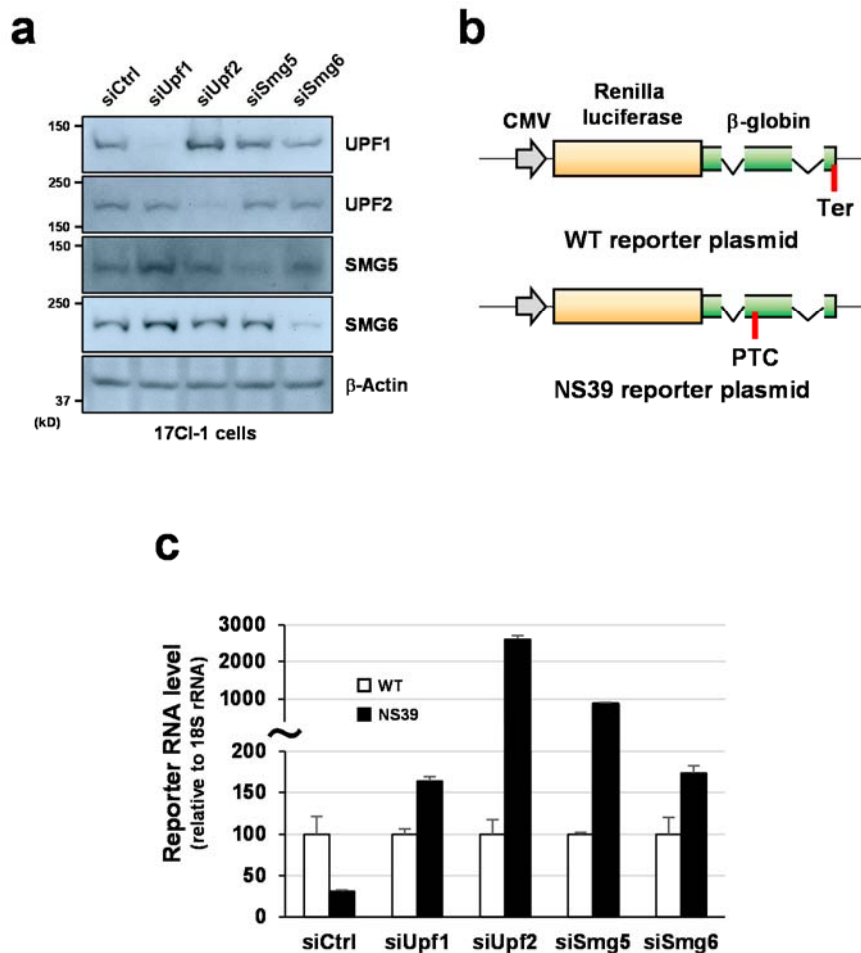 a
siCtrl siUpf1 siUpf2 siSmg5 siSmg6
150
UPF1
200
UPF2
150
150
SMG5
250
SMG6
β-Actin
37
(kD)
17Cl-1 cells
b
Renilla
luciferase
CMV
β-globin
Ter
WT reporter plasmid
PTC
NS39 reporter plasmid
c
Reporter RNA level
(relative to 18S rRNA)
3000
2000
1000
200
150
100
50
0
WT
NS39
siCtrl siUpf1 siUpf2 siSmg5 siSmg6